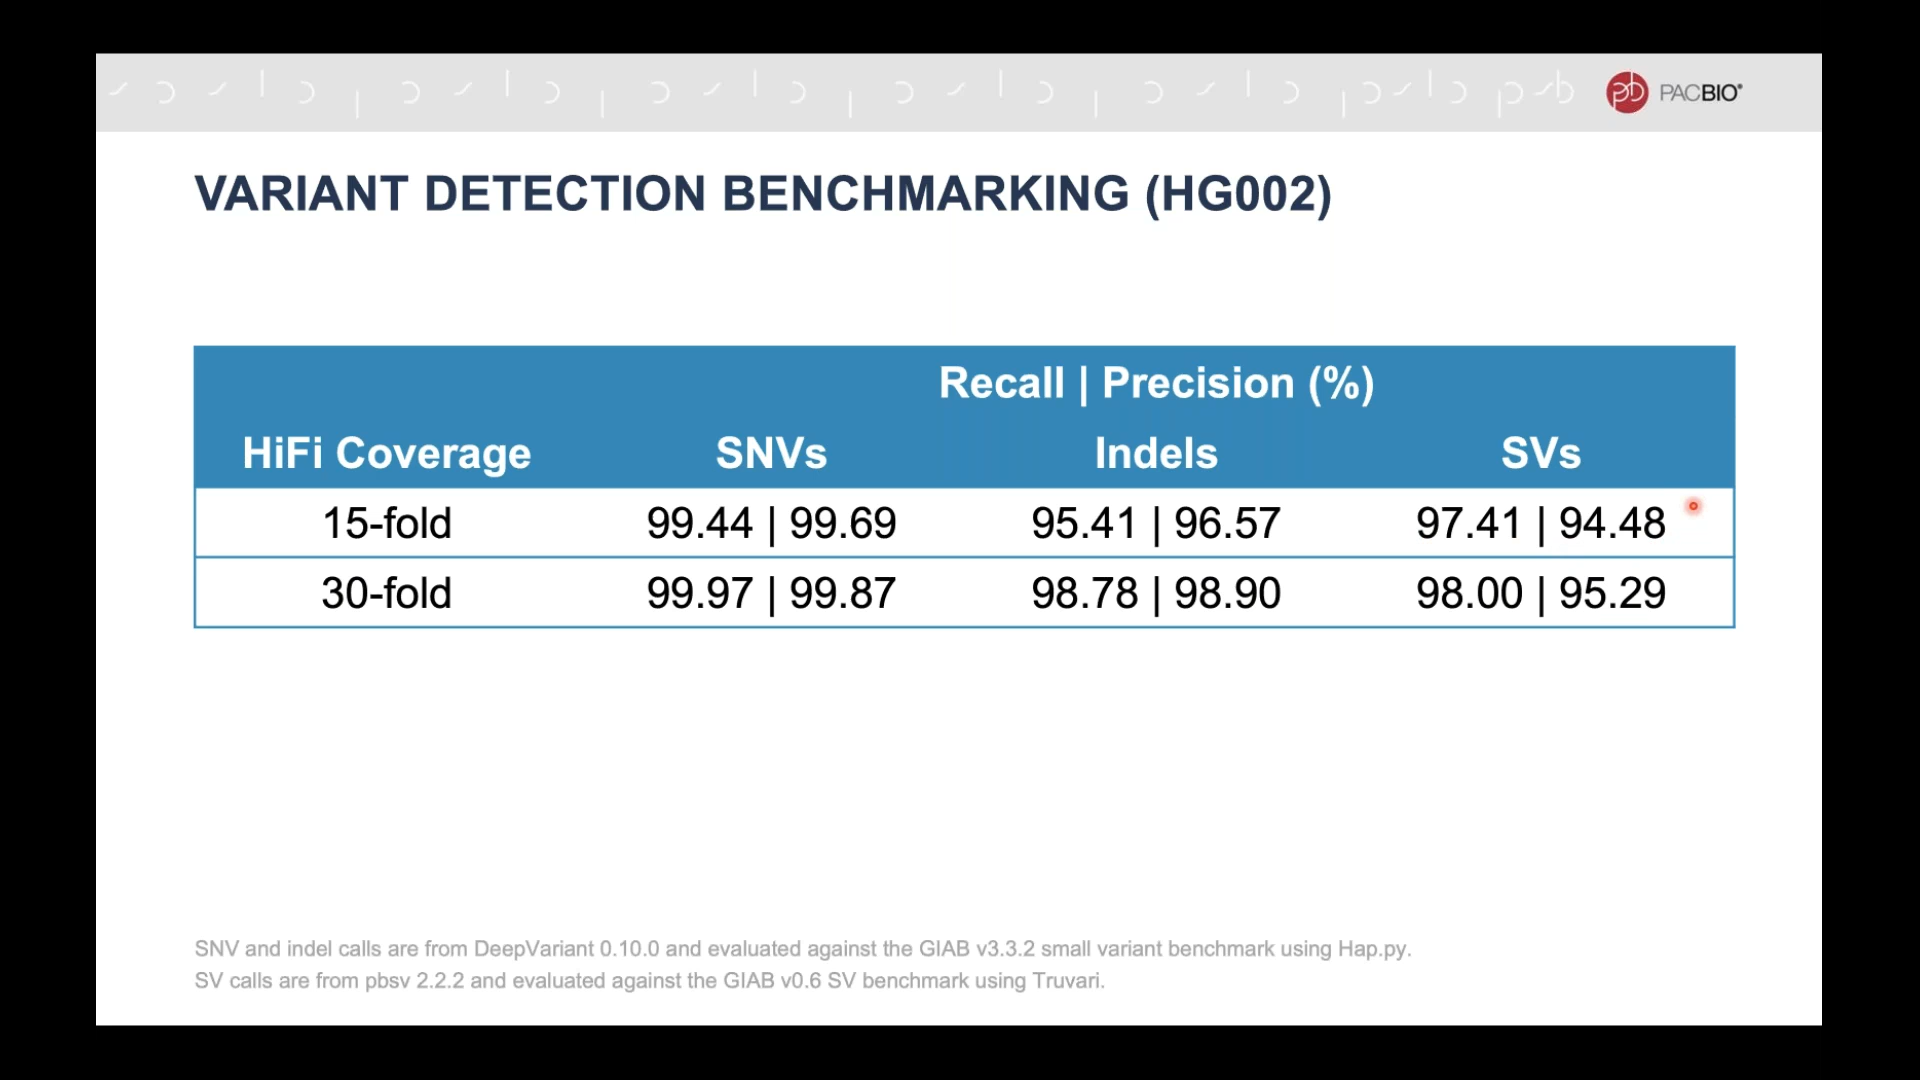 PACBIO®
VARIANT DETECTION BENCHMARKING (HG002)
Recall | Precision (%)
HiFi Coverage SNVs Indels SVs
15-fold 99.44 | 99.69 95.41 | 96.57 97.41 | 94.48
30-fold 99.97 | 99.87 98.78 | 98.90 98.00 | 95.29
SNV and indel calls are from DeepVariant 0.10.0 and evaluated against the GIAB v3.3.2 small variant benchmark using Hap.py.
SV calls are from pbsv 2.2.2 and evaluated against the GIAB v0.6 SV benchmark using Truvari.